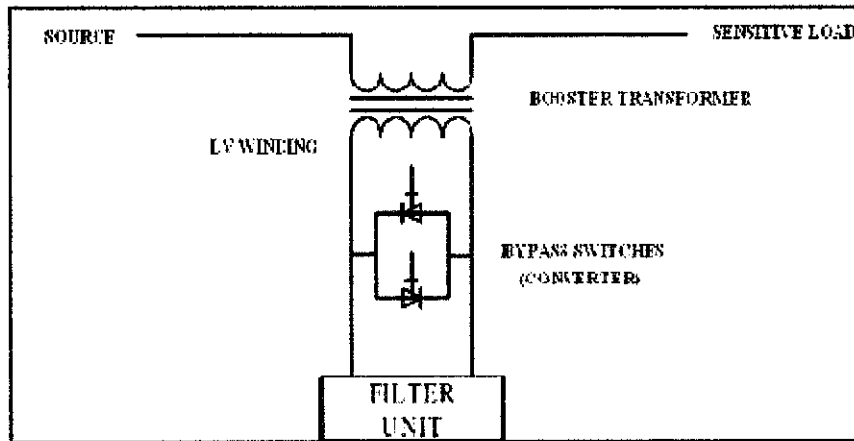 SOURCE
SENSITIVE LOAD
BOOSTER TRANSFORMER
LV WINDING
BYPASS SWITCHES
(CONVERTER)
FILTER
UNIT